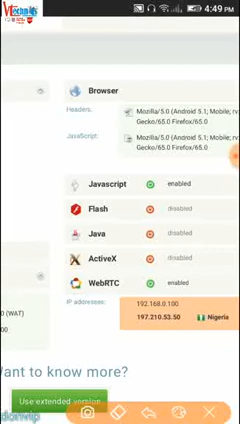 4:49 PM
Browser
Headers:
Mozilla/5.0 (Android 5.1; Mobile; rv
Gecko/65.0 Firefox/65.0
JavaScript:
Mozilla/5.0 (Android 5.1; Mobile; rv
Gecko/65.0 Firefox/65.0
Javascript
enabled
Flash
disabled
Java
disabled
ActiveX
disabled
WebRTC
enabled
IP addresses:
192.168.0.100
197.210.53.50
Nigeria
0 (WAT)
00
Vant to know more?
Use extended version